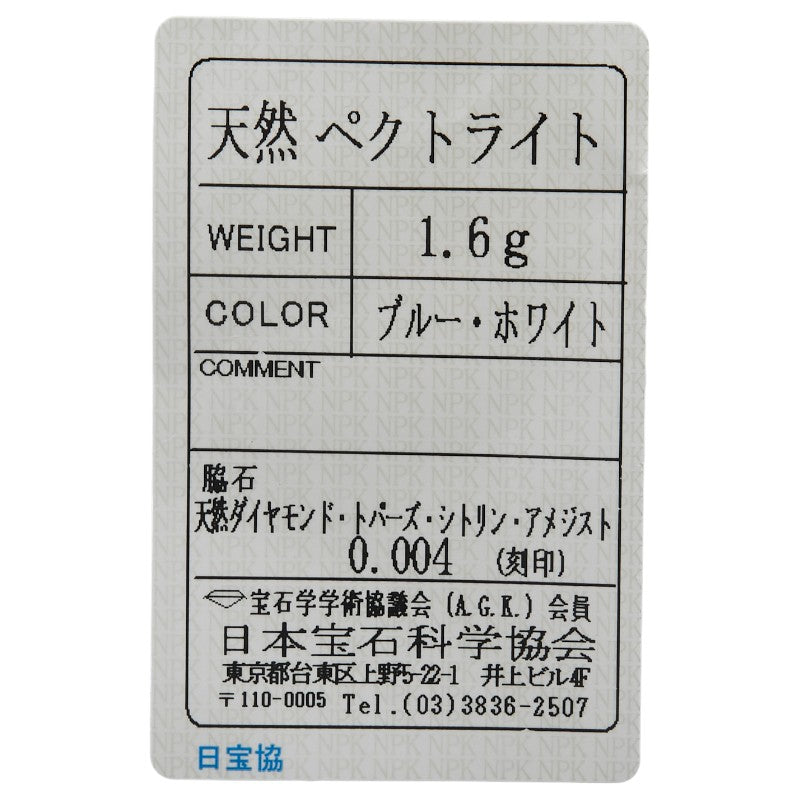 天然 ペクトライト
WEIGHT 1.6g
COLOR ブルー・ホワイト
COMMENT
脇石
天然ダイヤモンド・トパーズ・シトリン・アメジスト
0.004 (刻印)
宝石学学術協議会 (A.G.K.) 会員
日本宝石科学協会
東京都台東区上野5-22-1 井上ビル4F
〒110-0005 Tel.(03)3836-2507
日宝協